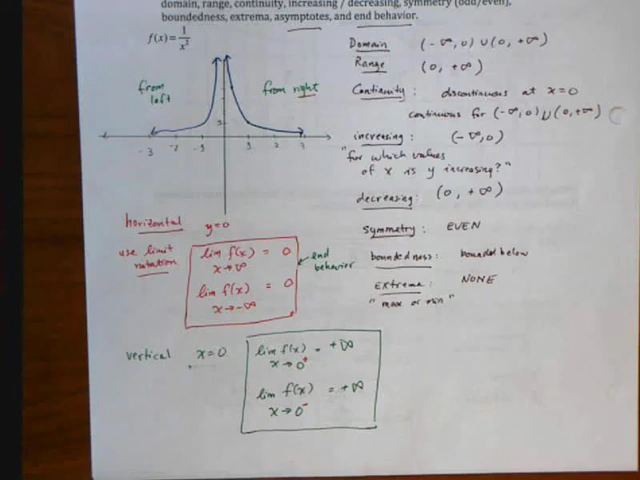 domain, range, continuity, increasing / decreasing, symmetry (odd/even),
boundedness, extrema, asymptotes, and end behavior.
f(x) = 1/x²
from left
from right
-3 -2 -1 1 2 3
Domain (-∞, 0) ∪ (0, +∞)
Range (0, +∞)
Continuity: discontinuous at x=0
continuous for (-∞,0) ∪ (0,+∞)
increasing: (-∞, 0)
"for which values
of x is y increasing?"
decreasing: (0, +∞)
symmetry: EVEN
boundedness: bounded below
extreme: NONE
"max or min"
horizontal y=0
use limit
notation
lim f(x) = 0
x→∞
lim f(x) = 0
x→-∞
end
behavior
vertical x=0
lim f(x) = +∞
x→0⁺
lim f(x) = +∞
x→0⁻